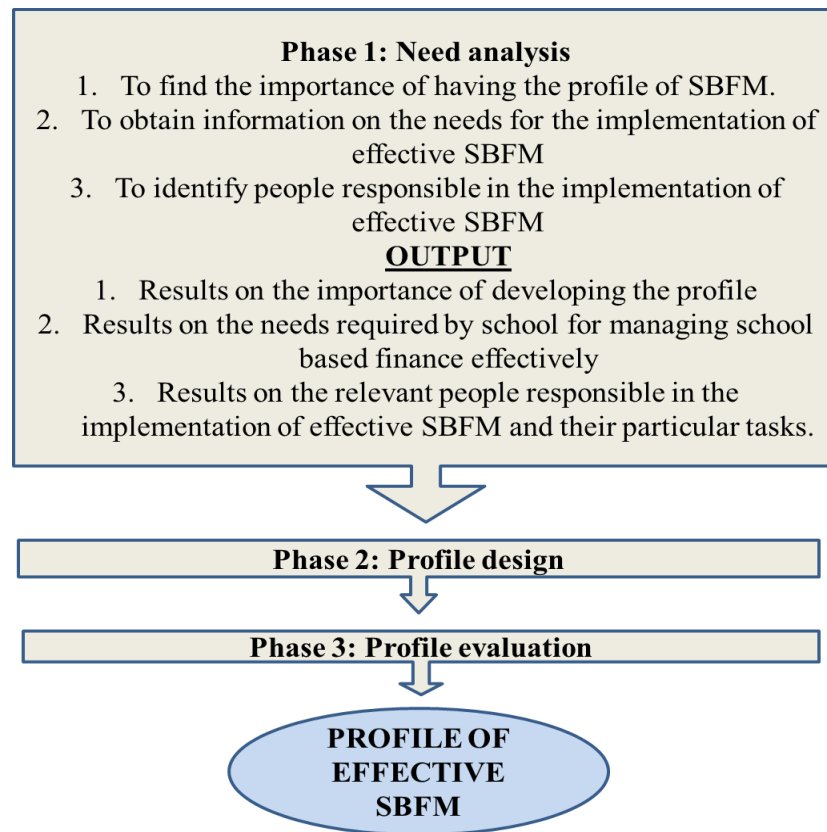 Phase 1: Need analysis
1. To find the importance of having the profile of SBFM.
2. To obtain information on the needs for the implementation of
effective SBFM
3. To identify people responsible in the implementation of
effective SBFM
OUTPUT
1. Results on the importance of developing the profile
2. Results on the needs required by school for managing school
based finance effectively
3. Results on the relevant people responsible in the
implementation of effective SBFM and their particular tasks.
Phase 2: Profile design
Phase 3: Profile evaluation
PROFILE OF
EFFECTIVE
SBFM